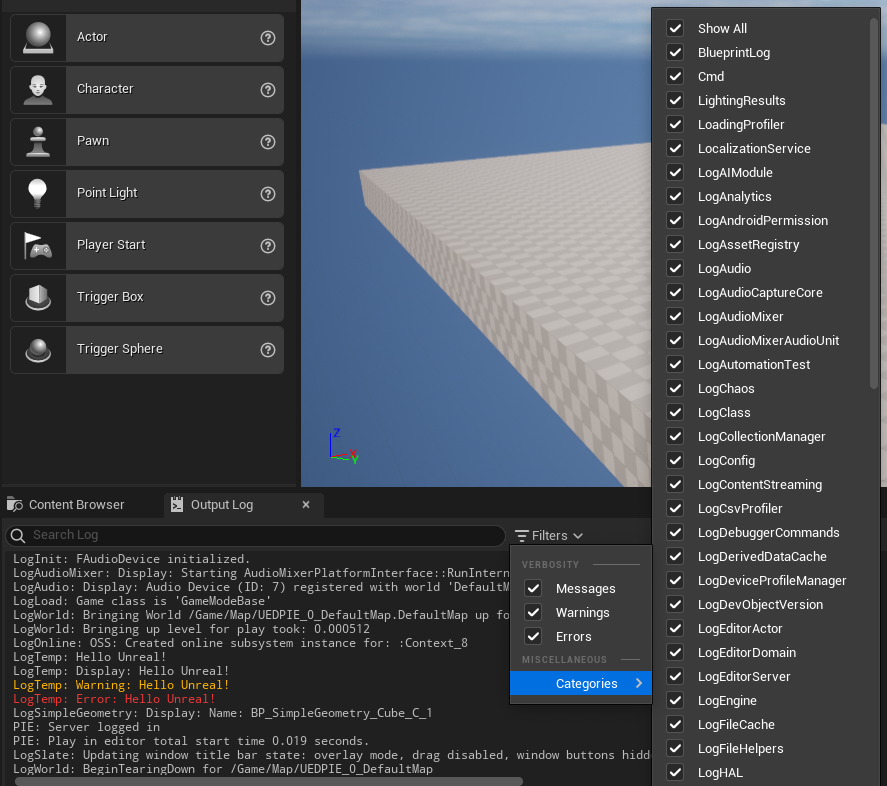 Actor
Character
Pawn
Point Light
Player Start
Trigger Box
Trigger Sphere
Z
X
Y
Content Browser
Output Log
Search Log
Filters
LogInit: FAudioDevice initialized.
LogAudioMixer: Display: Starting AudioMixerPlatformInterface::RunIntern
LogAudio: Display: Audio Device (ID: 7) registered with world 'DefaultM
LogLoad: Game class is 'GameModeBase'
LogWorld: Bringing World /Game/Map/UEDPIE_0_DefaultMap.DefaultMap up fo
LogWorld: Bringing up level for play took: 0.000512
LogOnline: OSS: Created online subsystem instance for: :Context_8
LogTemp: Hello Unreal!
LogTemp: Display: Hello Unreal!
LogTemp: Warning: Hello Unreal!
LogTemp: Error: Hello Unreal!
LogSimpleGeometry: Display: Name: BP_SimpleGeometry_Cube_C_1
PIE: Server logged in
PIE: Play in editor total start time 0.019 seconds.
LogSlate: Updating window title bar state: overlay mode, drag disabled, window buttons hidd
LogWorld: BeginTearingDown for /Game/Map/UEDPIE_0_DefaultMap
VERBOSITY
Messages
Warnings
Errors
MISCELLANEOUS
Categories
Show All
BlueprintLog
Cmd
LightingResults
LoadingProfiler
LocalizationService
LogAIModule
LogAnalytics
LogAndroidPermission
LogAssetRegistry
LogAudio
LogAudioCaptureCore
LogAudioMixer
LogAudioMixerAudioUnit
LogAutomationTest
LogChaos
LogClass
LogCollectionManager
LogConfig
LogContentStreaming
LogCsvProfiler
LogDebuggerCommands
LogDerivedDataCache
LogDeviceProfileManager
LogDevObjectVersion
LogEditorActor
LogEditorDomain
LogEditorServer
LogEngine
LogFileCache
LogFileHelpers
LogHAL